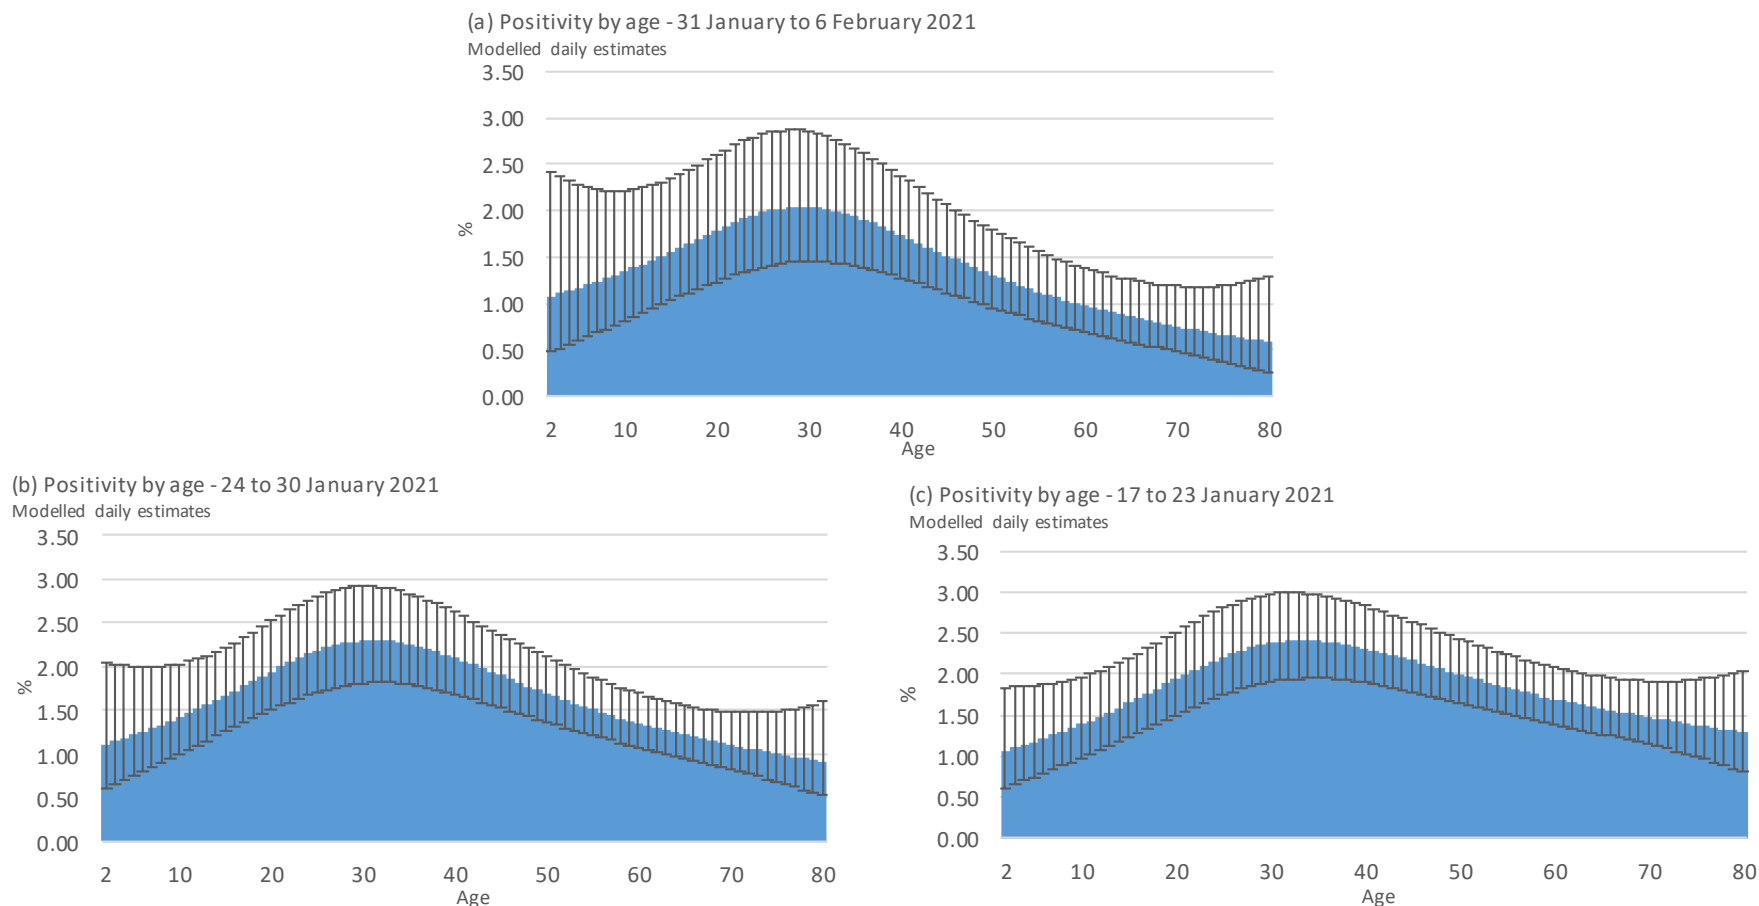 (a) Positivity by age - 31 January to 6 February 2021
Modelled daily estimates
3.50
3.00
2.50
2.00
1.50
1.00
0.50
0.00
%
2 10 20 30 40 50 60 70 80
Age
(b) Positivity by age - 24 to 30 January 2021
Modelled daily estimates
3.50
3.00
2.50
2.00
1.50
1.00
0.50
0.00
%
2 10 20 30 40 50 60 70 80
Age
(c) Positivity by age - 17 to 23 January 2021
Modelled daily estimates
3.50
3.00
2.50
2.00
1.50
1.00
0.50
0.00
%
2 10 20 30 40 50 60 70 80
Age